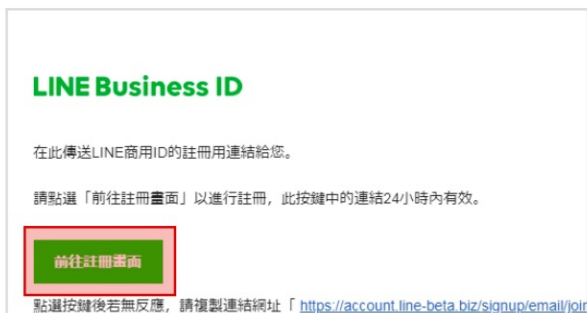 LINE Business ID
在此傳送LINE商用ID的註冊用連結給您。
請點選「前往註冊畫面」以進行註冊，此按鍵中的連結24小時內有效。
前往註冊畫面
點選按鍵後若無反應，請複製連結網址「 https://account.line-beta.biz/signup/email/join